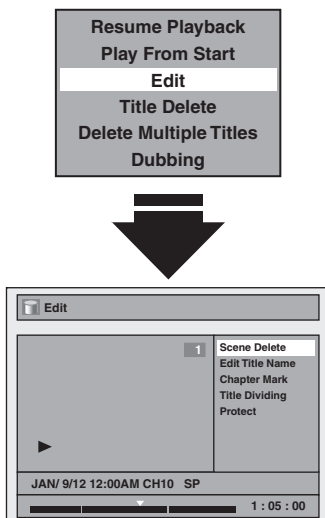 Resume Playback
Play From Start
Edit
Title Delete
Delete Multiple Titles
Dubbing
Edit
1
Scene Delete
Edit Title Name
Chapter Mark
Title Dividing
Protect
JAN/ 9/12 12:00AM CH10 SP
1 : 05 : 00